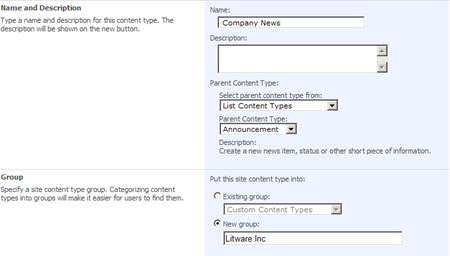 Name and Description
Type a name and description for this content type. The
description will be shown on the new button.
Name:
Company News
Description:
Parent Content Type:
Select parent content type from:
List Content Types
Parent Content Type:
Announcement
Description:
Create a new news item, status or other short piece of information.
Group
Specify a site content type group. Categorizing content
types into groups will make it easier for users to find them.
Put this site content type into:
Existing group:
Custom Content Types
New group:
Litware Inc